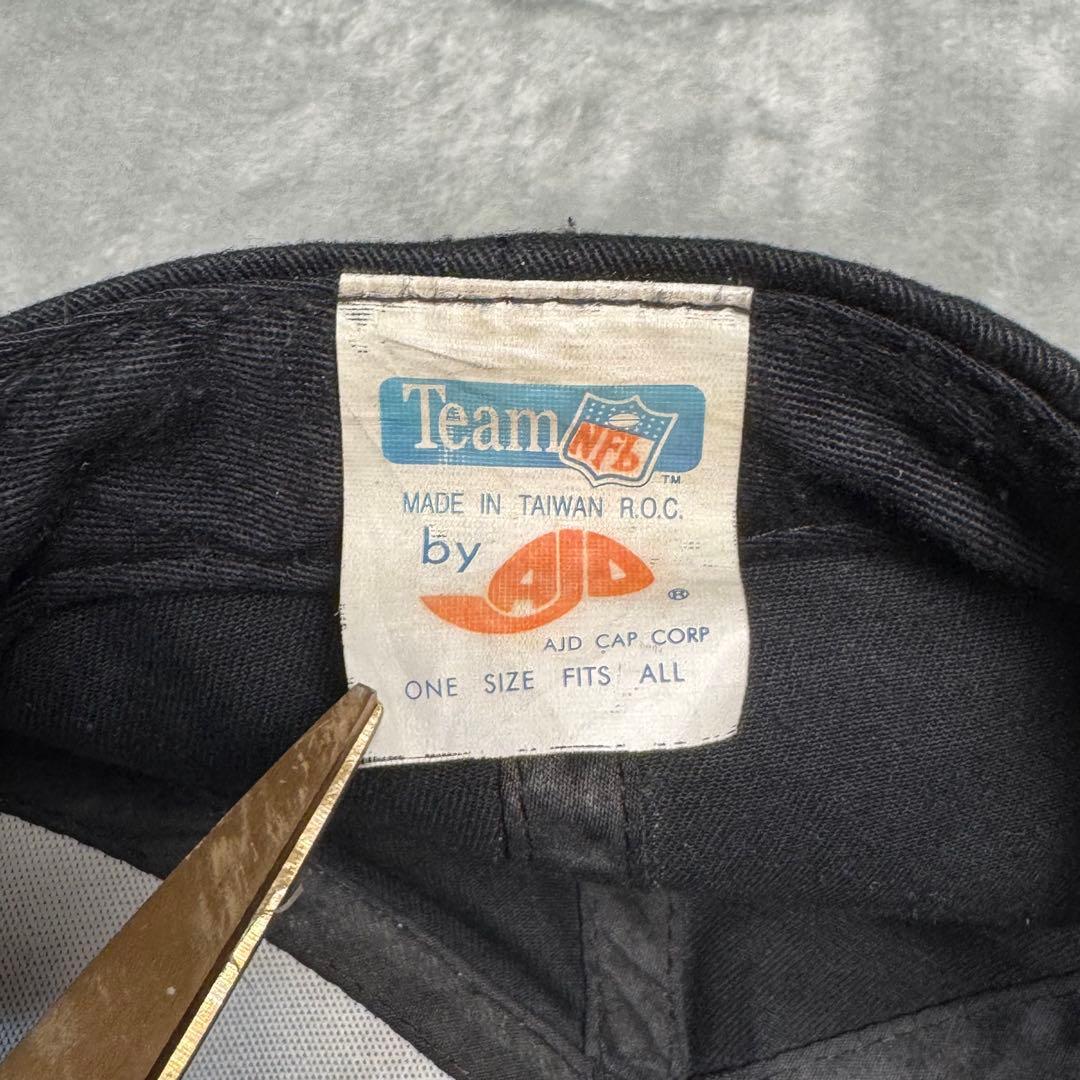 Team NFL TM
MADE IN TAIWAN R.O.C.
by AJD ®
AJD CAP CORP
ONE SIZE FITS ALL